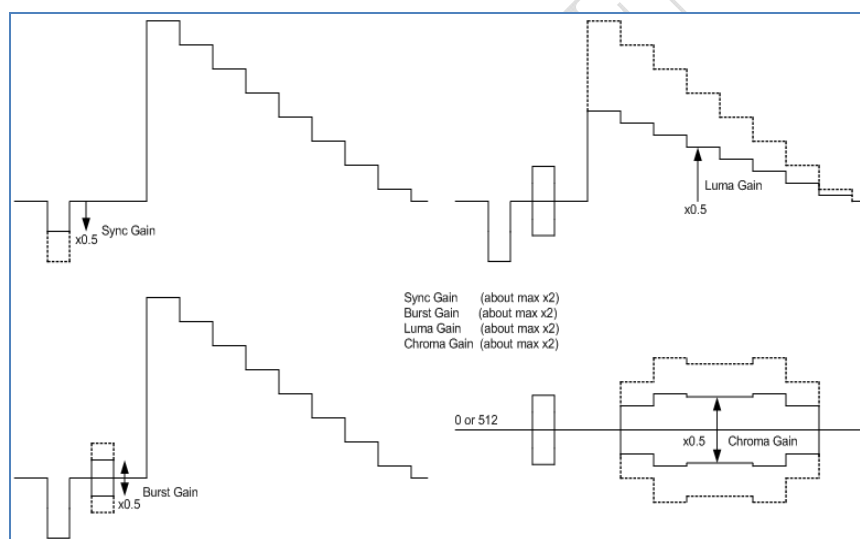 x0.5 Sync Gain
Luma Gain
x0.5
Sync Gain (about max x2)
Burst Gain (about max x2)
Luma Gain (about max x2)
Chroma Gain (about max x2)
x0.5 Burst Gain
0 or 512
x0.5 Chroma Gain